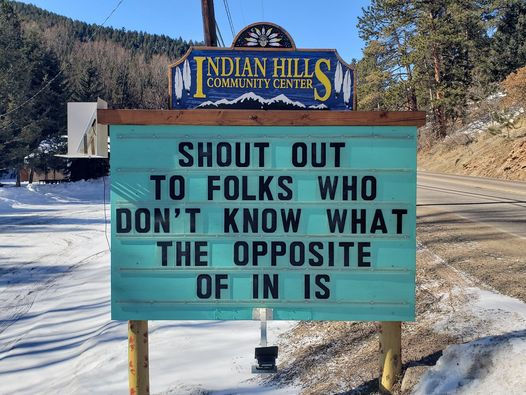 INDIAN HILLS
COMMUNITY CENTER
SHOUT OUT
TO FOLKS WHO
DON'T KNOW WHAT
THE OPPOSITE
OF IN IS